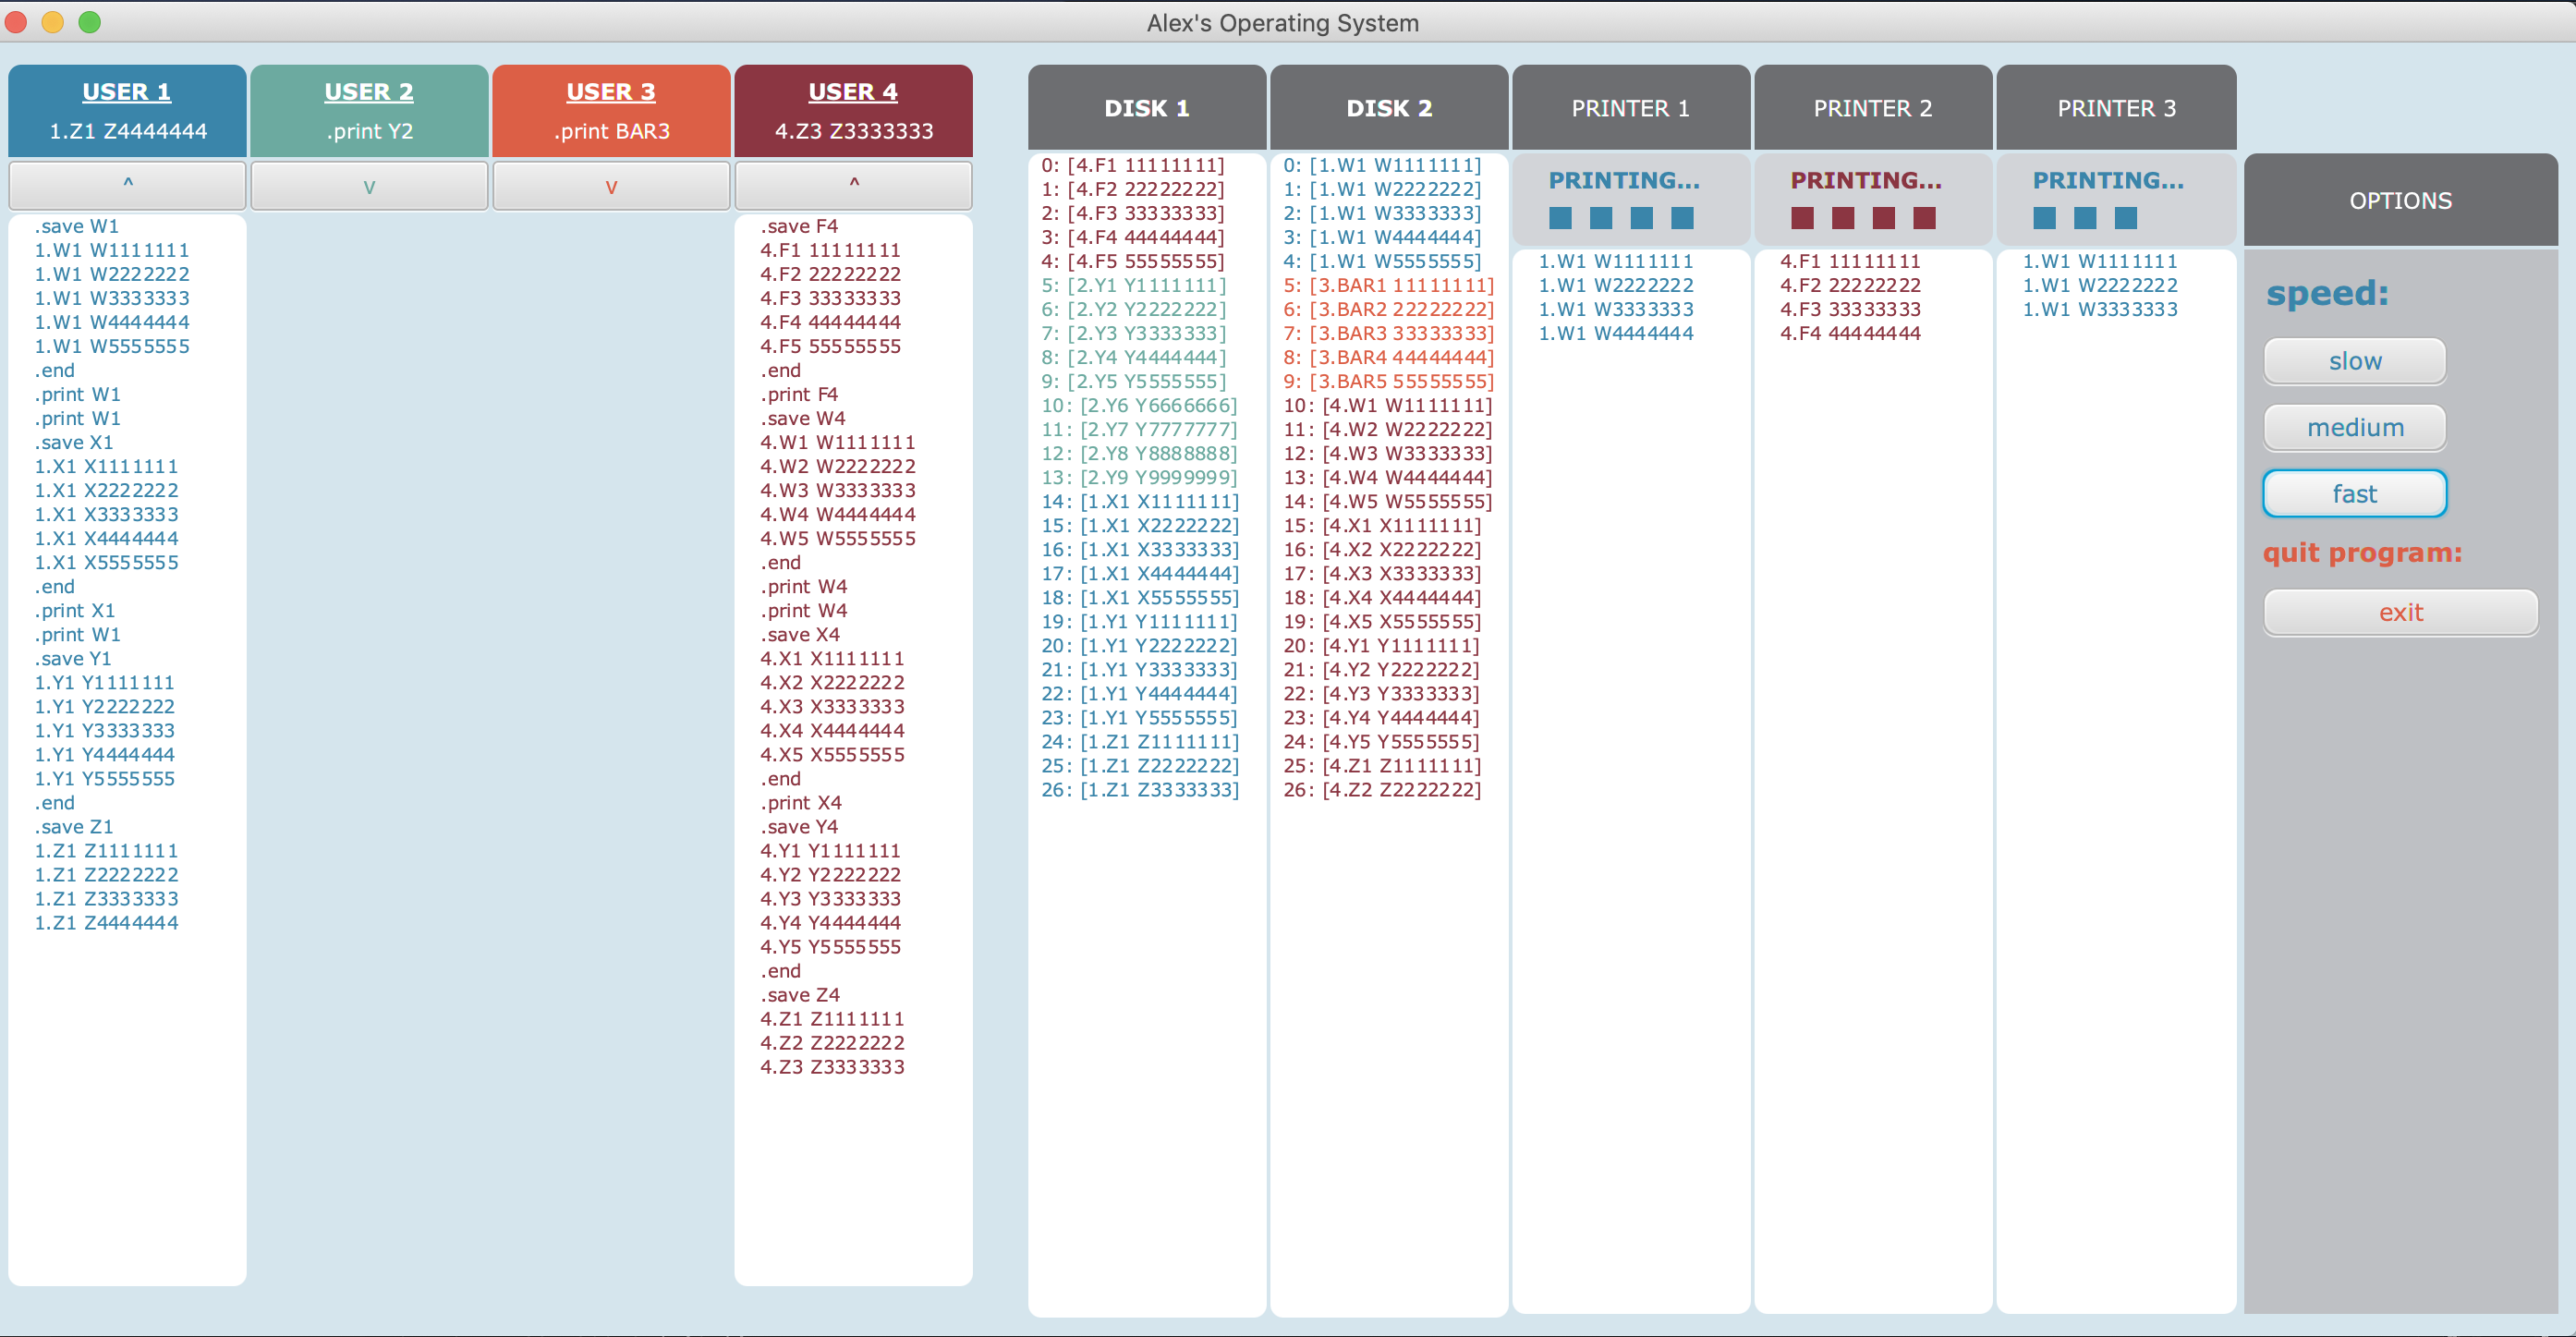 Alex's Operating System
USER 1
1.Z1 Z4444444
^
.save W1
1.W1 W1111111
1.W1 W2222222
1.W1 W3333333
1.W1 W4444444
1.W1 W5555555
.end
.print W1
.print W1
.save X1
1.X1 X1111111
1.X1 X2222222
1.X1 X3333333
1.X1 X4444444
1.X1 X5555555
.end
.print X1
.print W1
.save Y1
1.Y1 Y1111111
1.Y1 Y2222222
1.Y1 Y3333333
1.Y1 Y4444444
1.Y1 Y5555555
.end
.save Z1
1.Z1 Z1111111
1.Z1 Z2222222
1.Z1 Z3333333
1.Z1 Z4444444
USER 2
.print Y2
v
USER 3
.print BAR3
v
USER 4
4.Z3 Z3333333
^
.save F4
4.F1 11111111
4.F2 22222222
4.F3 33333333
4.F4 44444444
4.F5 55555555
.end
.print F4
.save W4
4.W1 W1111111
4.W2 W2222222
4.W3 W3333333
4.W4 W4444444
4.W5 W5555555
.end
.print W4
.print W4
.save X4
4.X1 X1111111
4.X2 X2222222
4.X3 X3333333
4.X4 X4444444
4.X5 X5555555
.end
.print X4
.save Y4
4.Y1 Y1111111
4.Y2 Y2222222
4.Y3 Y3333333
4.Y4 Y4444444
4.Y5 Y5555555
.end
.save Z4
4.Z1 Z1111111
4.Z2 Z2222222
4.Z3 Z3333333
DISK 1
0: [4.F1 11111111]
1: [4.F2 22222222]
2: [4.F3 33333333]
3: [4.F4 44444444]
4: [4.F5 55555555]
5: [2.Y1 Y1111111]
6: [2.Y2 Y2222222]
7: [2.Y3 Y3333333]
8: [2.Y4 Y4444444]
9: [2.Y5 Y5555555]
10: [2.Y6 Y6666666]
11: [2.Y7 Y7777777]
12: [2.Y8 Y8888888]
13: [2.Y9 Y9999999]
14: [1.X1 X1111111]
15: [1.X1 X2222222]
16: [1.X1 X3333333]
17: [1.X1 X4444444]
18: [1.X1 X5555555]
19: [1.Y1 Y1111111]
20: [1.Y1 Y2222222]
21: [1.Y1 Y3333333]
22: [1.Y1 Y4444444]
23: [1.Y1 Y5555555]
24: [1.Z1 Z1111111]
25: [1.Z1 Z2222222]
26: [1.Z1 Z3333333]
DISK 2
0: [1.W1 W1111111]
1: [1.W1 W2222222]
2: [1.W1 W3333333]
3: [1.W1 W4444444]
4: [1.W1 W5555555]
5: [3.BAR1 11111111]
6: [3.BAR2 22222222]
7: [3.BAR3 33333333]
8: [3.BAR4 44444444]
9: [3.BAR5 55555555]
10: [4.W1 W1111111]
11: [4.W2 W2222222]
12: [4.W3 W3333333]
13: [4.W4 W4444444]
14: [4.W5 W5555555]
15: [4.X1 X1111111]
16: [4.X2 X2222222]
17: [4.X3 X3333333]
18: [4.X4 X4444444]
19: [4.X5 X5555555]
20: [4.Y1 Y1111111]
21: [4.Y2 Y2222222]
22: [4.Y3 Y3333333]
23: [4.Y4 Y4444444]
24: [4.Y5 Y5555555]
25: [4.Z1 Z1111111]
26: [4.Z2 Z2222222]
PRINTER 1
PRINTING...
1.W1 W1111111
1.W1 W2222222
1.W1 W3333333
1.W1 W4444444
PRINTER 2
PRINTING...
4.F1 11111111
4.F2 22222222
4.F3 33333333
4.F4 44444444
PRINTER 3
PRINTING...
1.W1 W1111111
1.W1 W2222222
1.W1 W3333333
OPTIONS
speed:
slow
medium
fast
quit program:
exit